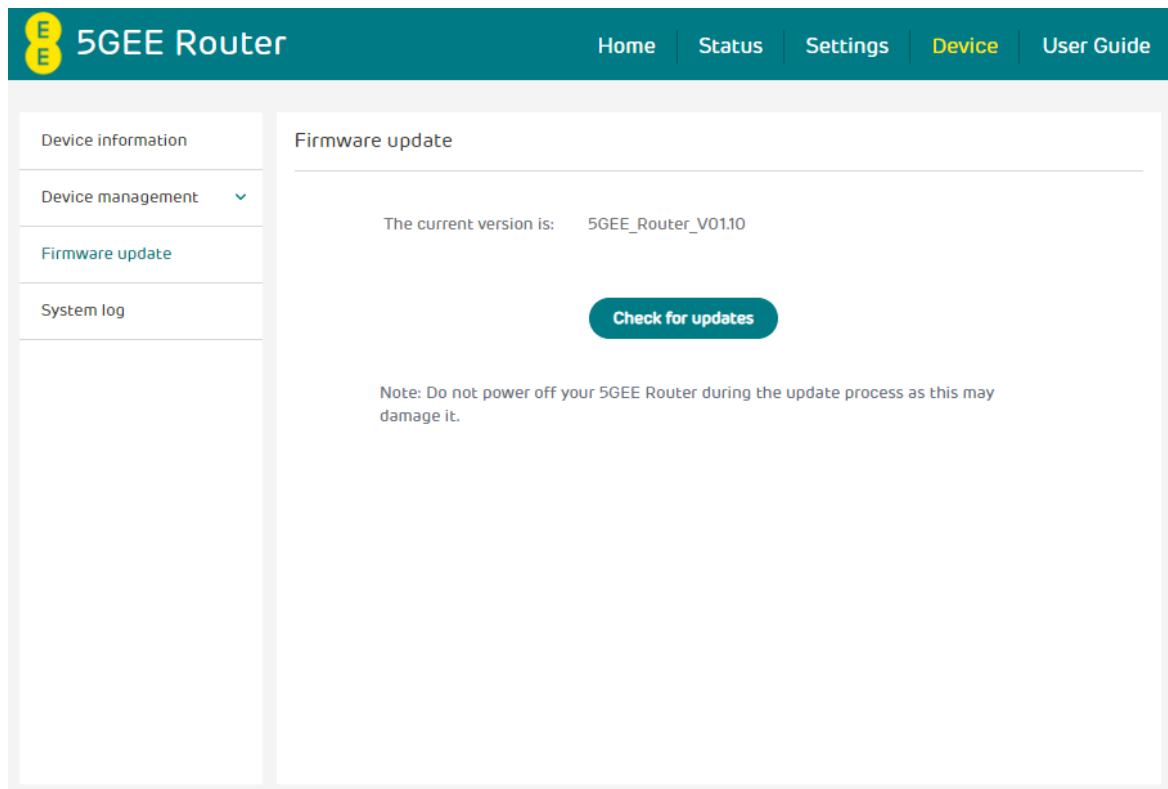 EE
5GEE Router
Home
Status
Settings
Device
User Guide
Device information
Device management
Firmware update
System log
Firmware update
The current version is: 5GEE_Router_V01.10
Check for updates
Note: Do not power off your 5GEE Router during the update process as this may
damage it.